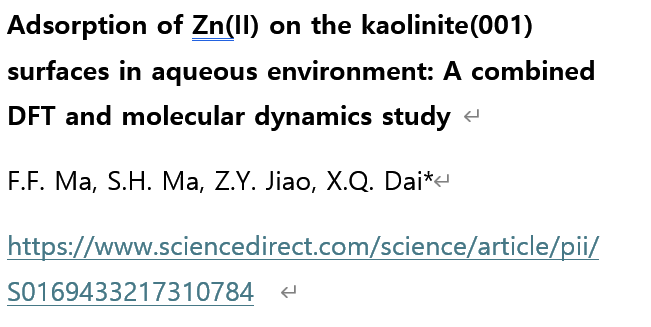 Adsorption of Zn(II) on the kaolinite(001)
surfaces in aqueous environment: A combined
DFT and molecular dynamics study ↵
F.F. Ma, S.H. Ma, Z.Y. Jiao, X.Q. Dai*↵
https://www.sciencedirect.com/science/article/pii/
S0169433217310784 ↵